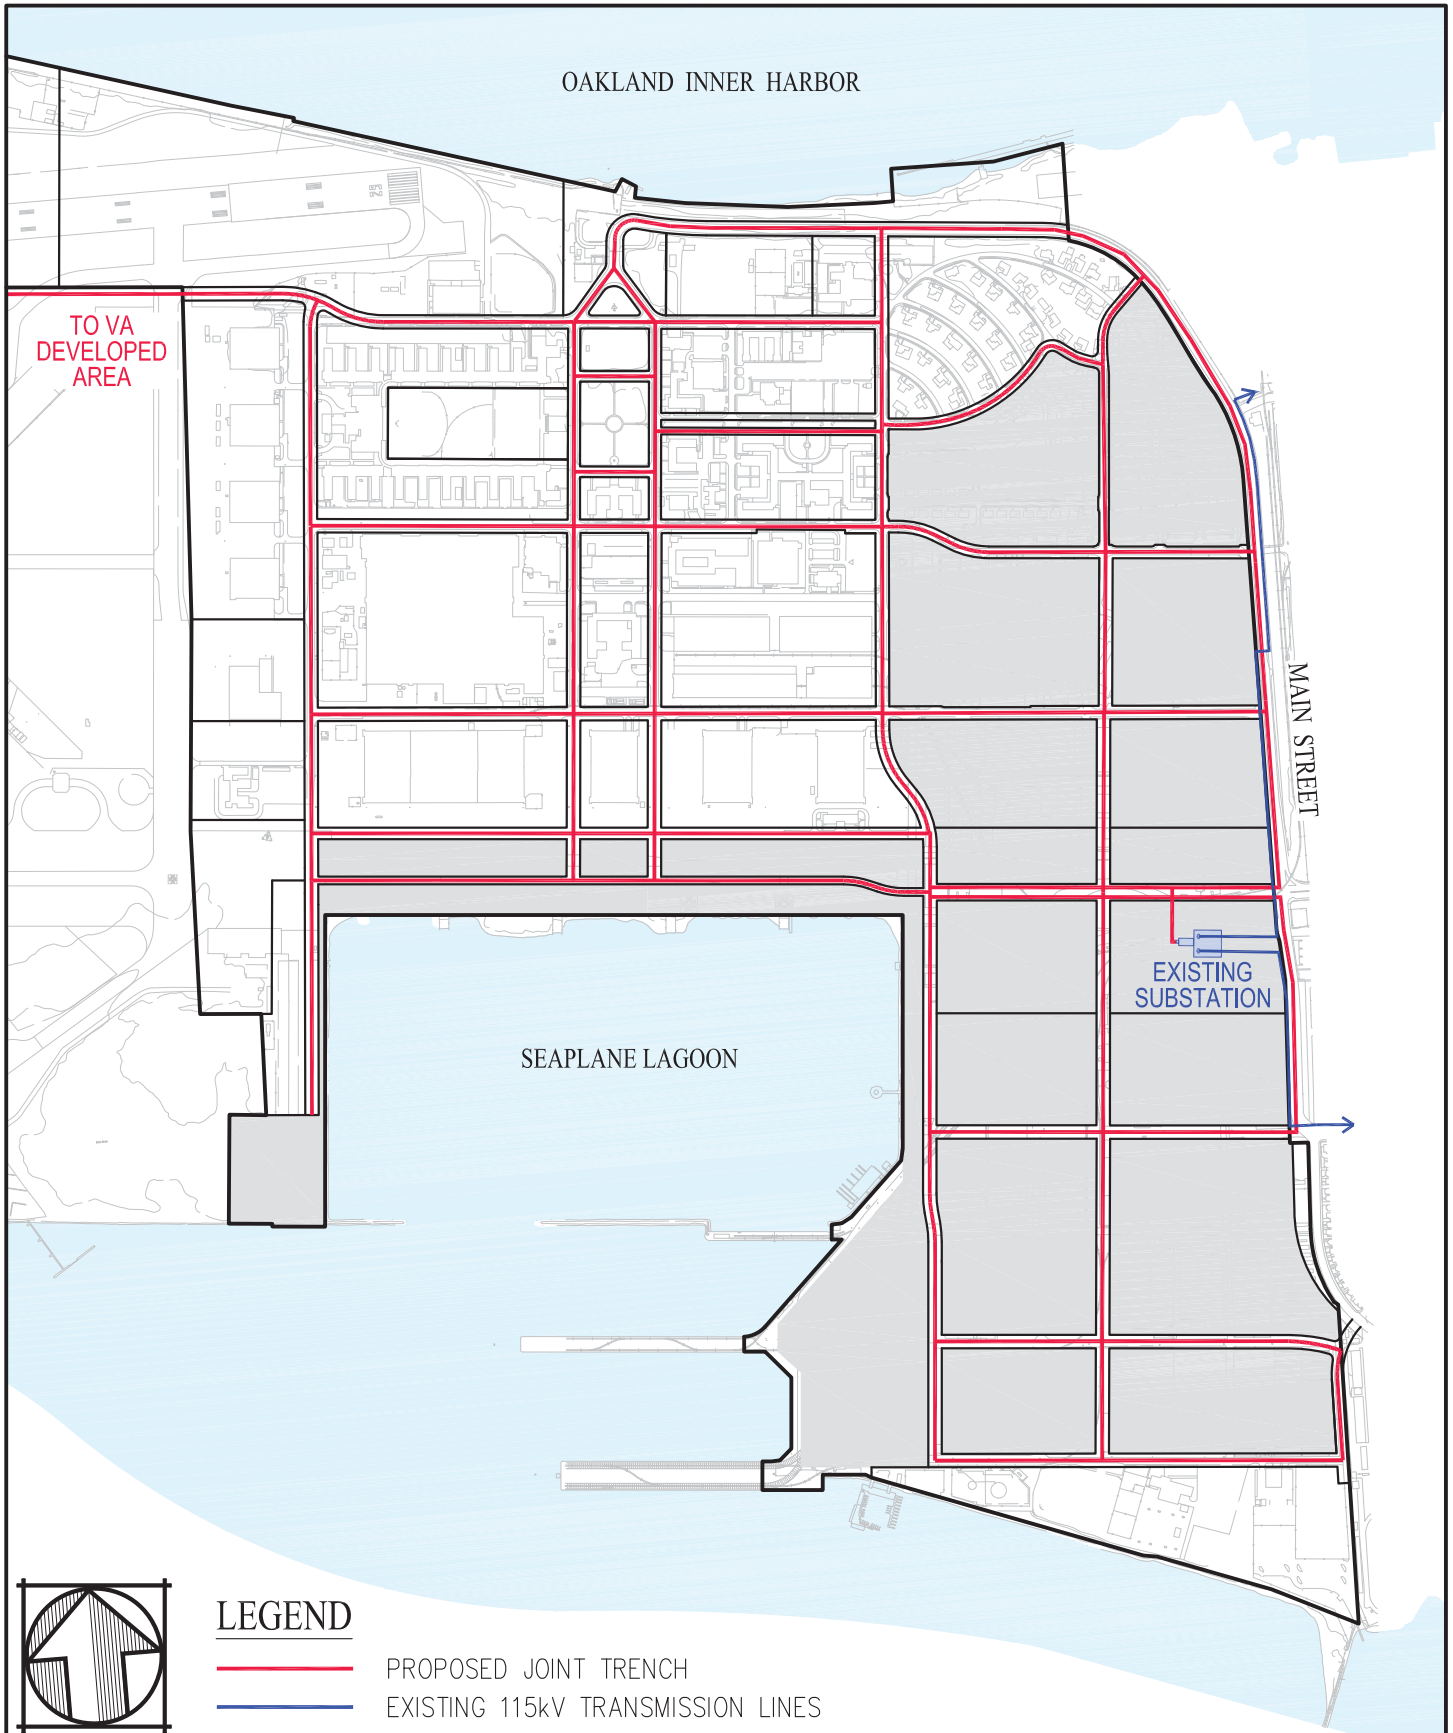 OAKLAND INNER HARBOR
TO VA
DEVELOPED
AREA
MAIN STREET
EXISTING
SUBSTATION
SEAPLANE LAGOON
LEGEND
PROPOSED JOINT TRENCH
EXISTING 115kV TRANSMISSION LINES